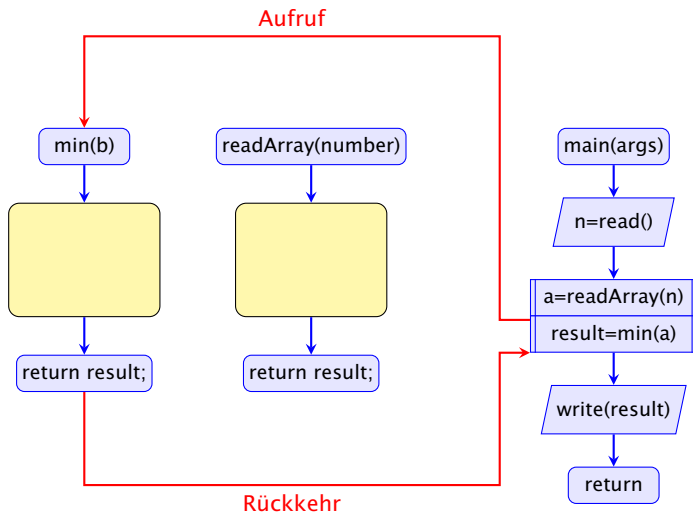 Aufruf
min(b)
return result;
readArray(number)
return result;
main(args)
n=read()
a=readArray(n)
result=min(a)
write(result)
return
Rückkehr